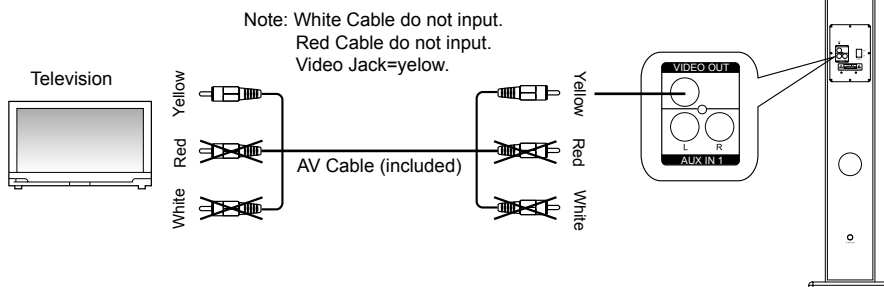 Note: White Cable do not input.
Red Cable do not input.
Video Jack=yelow.
Television
Yellow
Red
White
AV Cable (included)
Yellow
Red
White
VIDEO OUT
L R
AUX IN 1